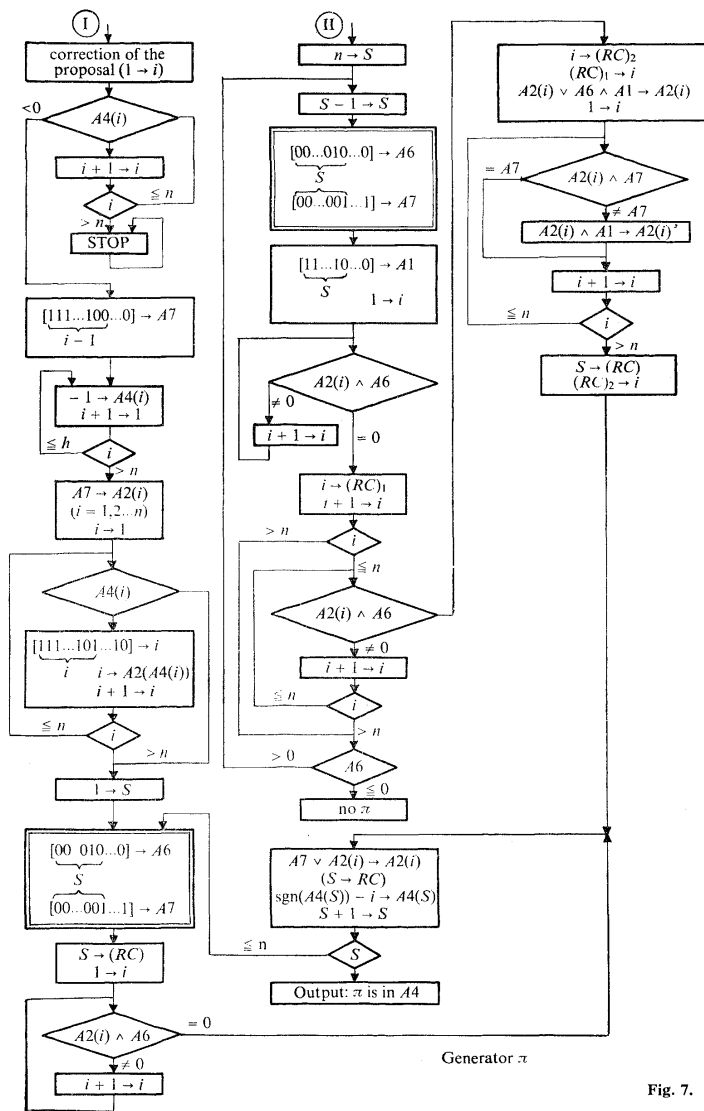 I
correction of the
proposal (1 → i)
<0
A4(i)
i + 1 → i
≦ n
i
> n
STOP
[111...100...0] → A7
i − 1
− 1 → A4(i)
i + 1 → 1
≦ h
i
> n
A7 → A2(i)
(i = 1,2...n)
i → 1
A4(i)
[111...101...10] → i
i
i → A2(A4(i))
i + 1 → i
≦ n
i
> n
1 → S
[00 010...0] → A6
S
[00...001...1] → A7
S → (RC)
1 → i
A2(i) ∧ A6
= 0
≠ 0
i + 1 → i
II
n → S
S − 1 → S
[00...010...0] → A6
S
[00...001...1] → A7
[11...10...0] → A1
S
1 → i
A2(i) ∧ A6
≠ 0
= 0
i + 1 → i
i → (RC)₁
i + 1 → i
> n
i
≦ n
A2(i) ∧ A6
≠ 0
i + 1 → i
≦ n
i
> n
> 0
A6
≦ 0
no π
A7 ∨ A2(i) → A2(i)
(S → RC)
sgn(A4(S)) − i → A4(S)
S + 1 → S
≦ n
S
Output: π is in A4
i → (RC)₂
(RC)₁ → i
A2(i) ∨ A6 ∧ A1 → A2(i)
1 → i
= A7
A2(i) ∧ A7
≠ A7
A2(i) ∧ A1 → A2(i)
i + 1 → i
≦ n
i
> n
S → (RC)
(RC)₂ → i
Generator π
Fig. 7.